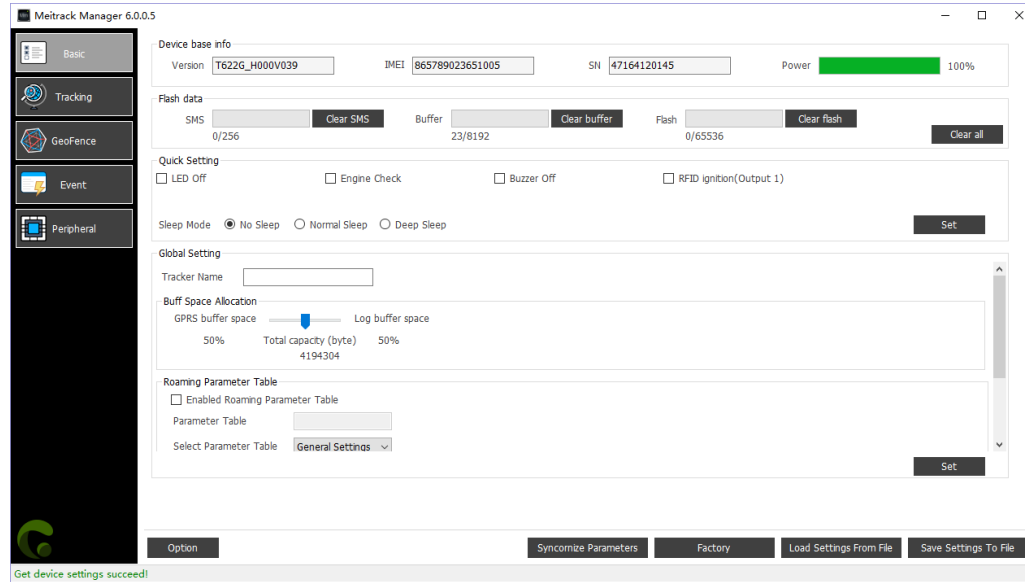 Meitrack Manager 6.0.0.5
Basic
Tracking
GeoFence
Event
Peripheral
Device base info
Version T622G_H000V039 IMEI 865789023651005 SN 47164120145 Power 100%
Flash data
SMS Clear SMS Buffer Clear buffer Flash Clear flash
0/256 23/8192 0/65536 Clear all
Quick Setting
LED Off Engine Check Buzzer Off RFID ignition(Output 1)
Sleep Mode No Sleep Normal Sleep Deep Sleep Set
Global Setting
Tracker Name
Buff Space Allocation
GPRS buffer space Log buffer space
50% Total capacity (byte) 50%
4194304
Roaming Parameter Table
Enabled Roaming Parameter Table
Parameter Table
Select Parameter Table General Settings
Set
Option Syncornize Parameters Factory Load Settings From File Save Settings To File
Get device settings succeed!